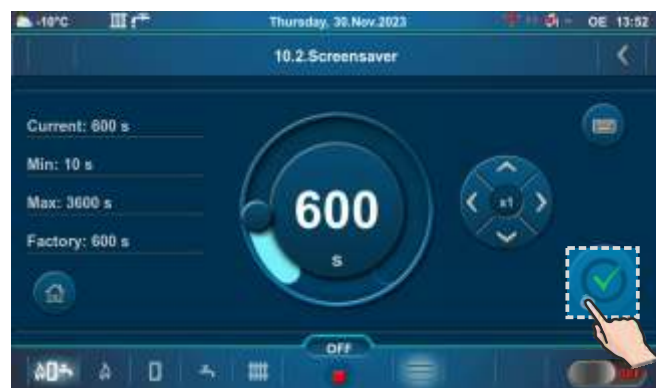 -10°C Thursday, 30.Nov.2023 OE 13:52
10.2.Screensaver
Current: 600 s
Min: 10 s
Max: 3600 s
Factory: 600 s
600
s
x1
OFF
OFF